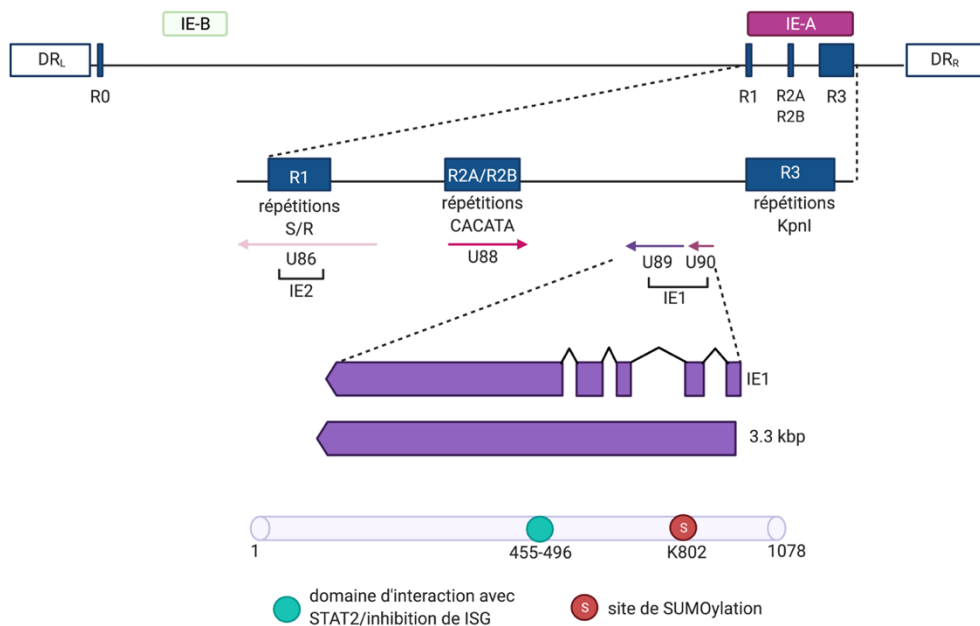 IE-B
IE-A
DRL
DRR
R0
R1
R2A
R2B
R3
R1
R2A/R2B
R3
répétitions
S/R
répétitions
CACATA
répétitions
KpnI
U86
IE2
U88
U89
U90
IE1
IE1
3.3 kbp
S
1
455-496
K802
1078
domaine d'interaction avec
STAT2/inhibition de ISG
S
site de SUMOylation